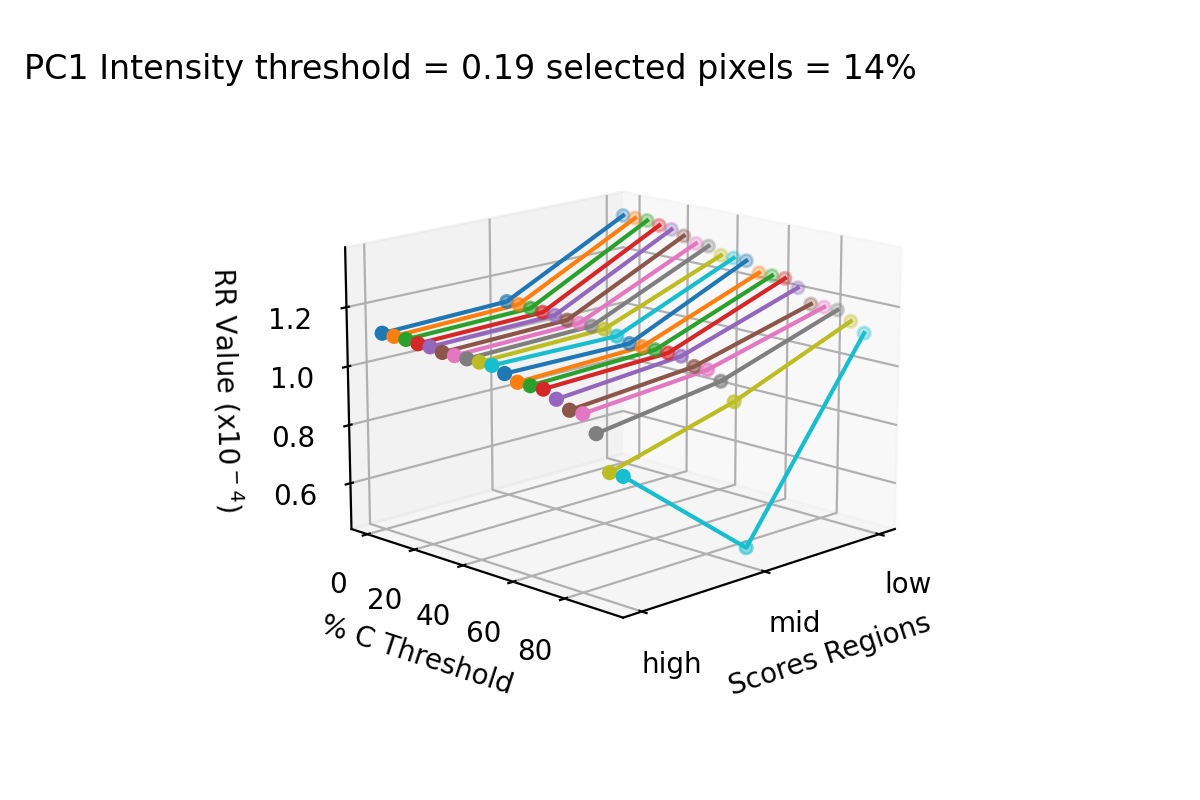 PC1 Intensity threshold = 0.19 selected pixels = 14%
RR Value (x10⁻⁴)
1.2
1.0
0.8
0.6
0
20
40
60
80
% C Threshold
high
mid
low
Scores Regions